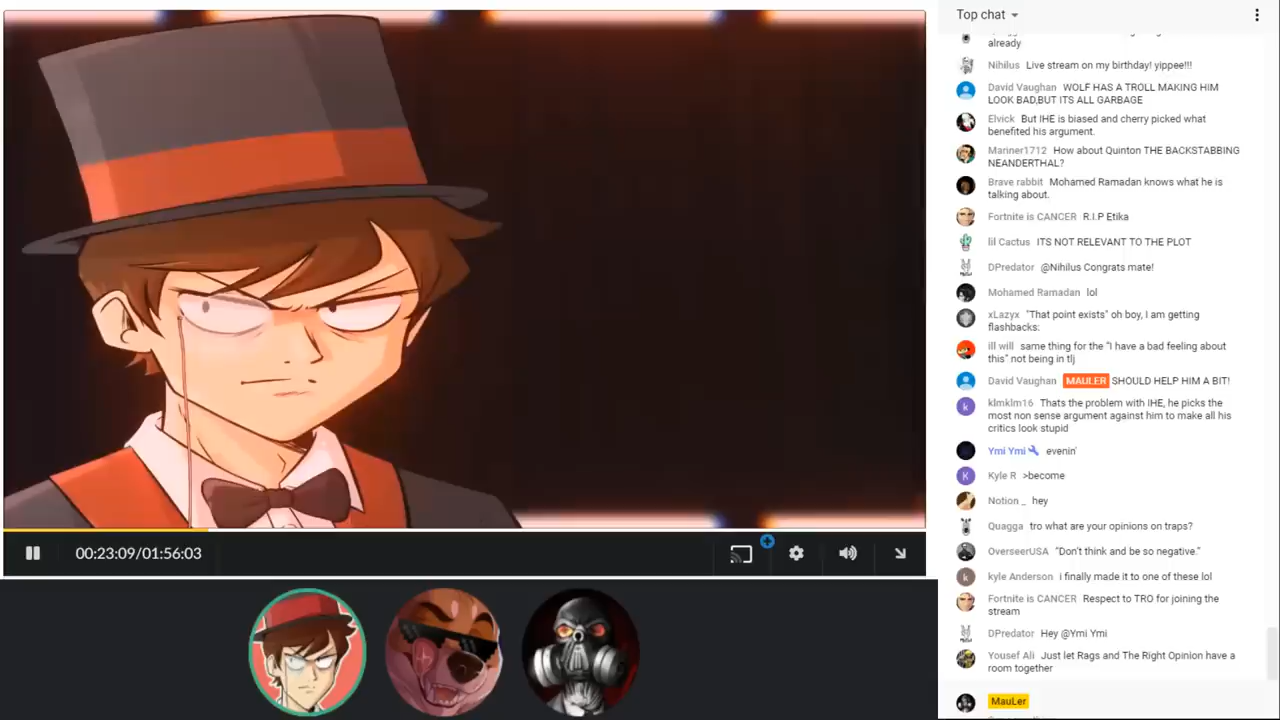 Top chat
already
Nihilus Live stream on my birthday! yippee!!!
David Vaughan WOLF HAS A TROLL MAKING HIM
LOOK BAD,BUT ITS ALL GARBAGE
Elvick But IHE is biased and cherry picked what
benefited his argument.
Mariner1712 How about Quinton THE BACKSTABBING
NEANDERTHAL?
Brave rabbit Mohamed Ramadan knows what he is
talking about.
Fortnite is CANCER R.I.P Etika
lil Cactus ITS NOT RELEVANT TO THE PLOT
DPredator @Nihilus Congrats mate!
Mohamed Ramadan lol
xLazyx "That point exists" oh boy, I am getting
flashbacks:
ill will same thing for the "I have a bad feeling about
this" not being in tlj
David Vaughan MAULER SHOULD HELP HIM A BIT!
klmklm16 Thats the problem with IHE, he picks the
most non sense argument against him to make all his
critics look stupid
Ymi Ymi evenin'
Kyle R >become
Notion _ hey
Quagga tro what are your opinions on traps?
OverseerUSA "Don't think and be so negative."
kyle Anderson i finally made it to one of these lol
Fortnite is CANCER Respect to TRO for joining the
stream
DPredator Hey @Ymi Ymi
Yousef Ali Just let Rags and The Right Opinion have a
room together
MauLer
00:23:09/01:56:03